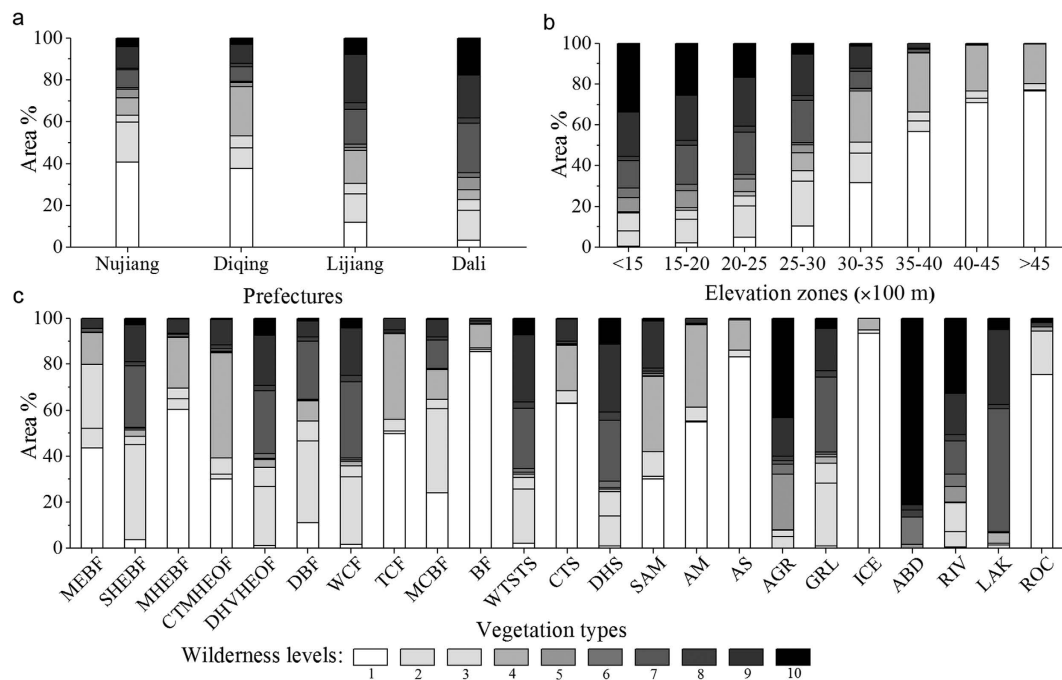 a
100
80
60
40
20
0
Area %
Nujiang Diqing Lijiang Dali
Prefectures
b
100
80
60
40
20
0
Area %
<15 15-20 20-25 25-30 30-35 35-40 40-45 >45
Elevation zones (×100 m)
c
100
80
60
40
20
0
Area %
MEBF SHEBF MHEBF CTMHEOF DHVHEOF DBF WCF TCF MCBF BF WTSTS CTS DHS SAM AM AS AGR GRL ICE ABD RIV LAK ROC
Vegetation types
Wilderness levels:
1 2 3 4 5 6 7 8 9 10